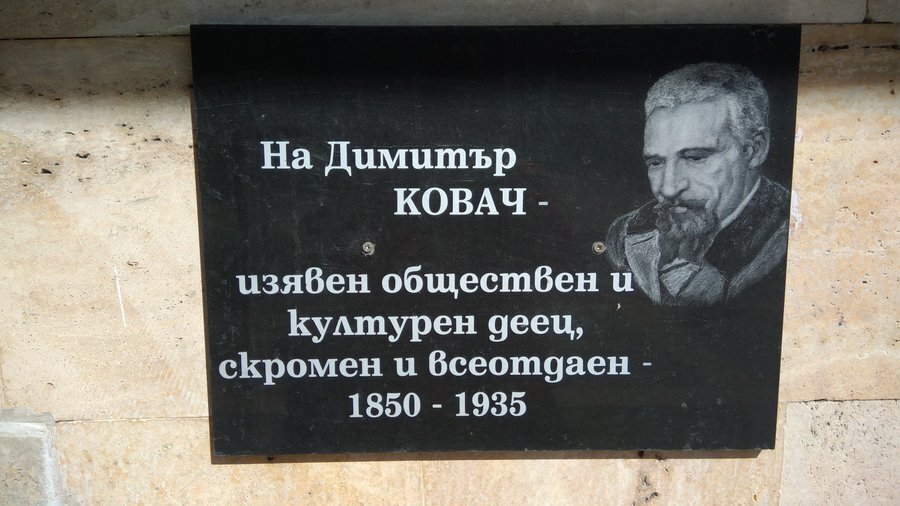 На Димитър
КОВАЧ -
изявен обществен и
културен деец,
скромен и всеотдаен -
1850 - 1935